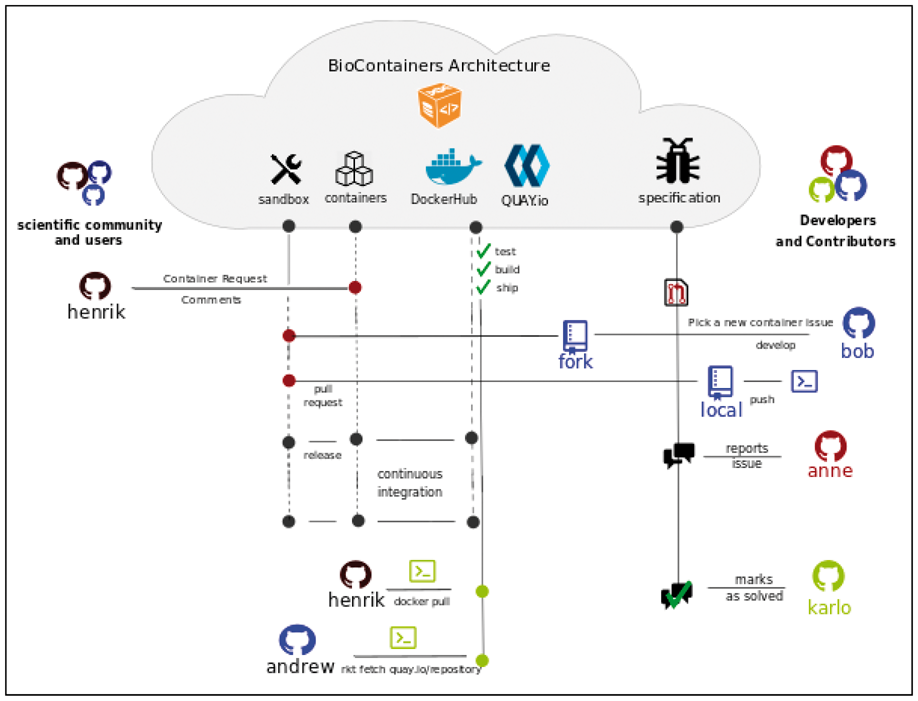 BioContainers Architecture
</>
sandbox
containers
DockerHub
QUAY.io
specification
scientific community
and users
Developers
and Contributors
test
build
ship
henrik
Container Request
Comments
Pick a new container issue
develop
bob
fork
pull
request
local
push
release
continuous
integration
reports
issue
anne
henrik
docker pull
marks
as solved
karlo
andrew
rkt fetch quay.io/repository